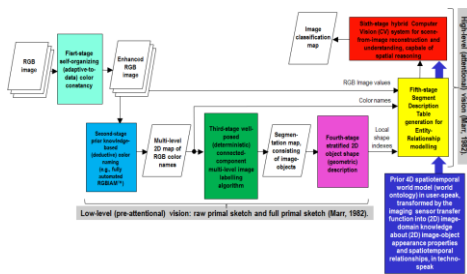 RGB
image
First-stage
self-organizing
(adaptive-to-
data) color
constancy
Enhanced
RGB image
Image
classification
map
Sixth-stage hybrid Computer
Vision (CV) system for scene-
from-image reconstruction and
understanding, capable of
spatial reasoning
High-level (attentional)
vision (Marr, 1982).
RGB Image values
Color names
Second-stage
prior knowledge-
based
(deductive) color
naming
(e.g., fully
automated
RGBIAM™)
Multi-level
2D map of
RGB color
names
Third-stage well-
posed
(deterministic)
connected-
component
multi-level image
labelling
algorithm
Segmen-
tation map,
consisting
of
image-
objects
Fourth-stage
stratified 2D
object shape
(geometric)
description
Local
shape
indexes
Fifth-stage
Segment
Description
Table
generation for
Entity-
Relationship
modelling
Low-level (pre-attentional) vision: raw primal sketch and full primal sketch (Marr, 1982).
Prior 4D spatiotemporal
world model (world
ontology) in user-speak,
transformed by the
imaging sensor transfer
function into (2D) image-
domain knowledge
about (2D) image-object
appearance properties
and spatiotemporal
relationships, in techno-
speak